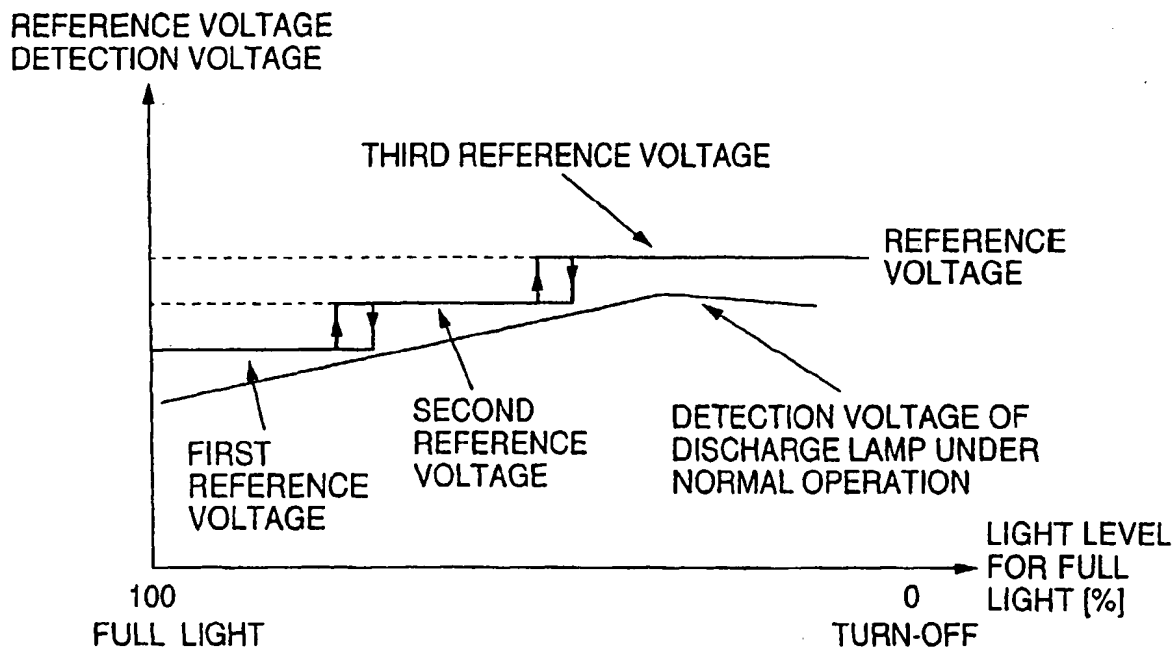 REFERENCE VOLTAGE
DETECTION VOLTAGE
THIRD REFERENCE VOLTAGE
REFERENCE
VOLTAGE
FIRST
REFERENCE
VOLTAGE
SECOND
REFERENCE
VOLTAGE
DETECTION VOLTAGE OF
DISCHARGE LAMP UNDER
NORMAL OPERATION
LIGHT LEVEL
FOR FULL
LIGHT [%]
100
FULL LIGHT
0
TURN-OFF